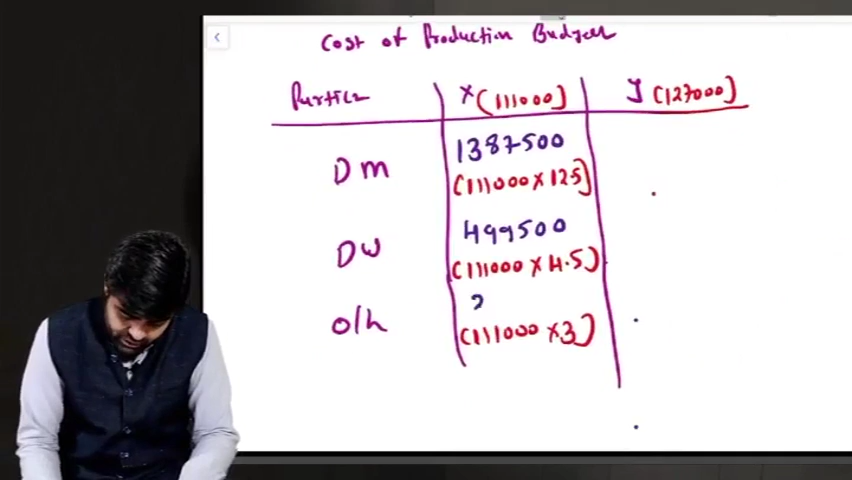 Cost of Production Budget
Particu X (111000) Y (127000)
DM 1387500
(111000 x 12.5)
DW 499500
(111000 x 4.5)
O/h
(111000 x 3)